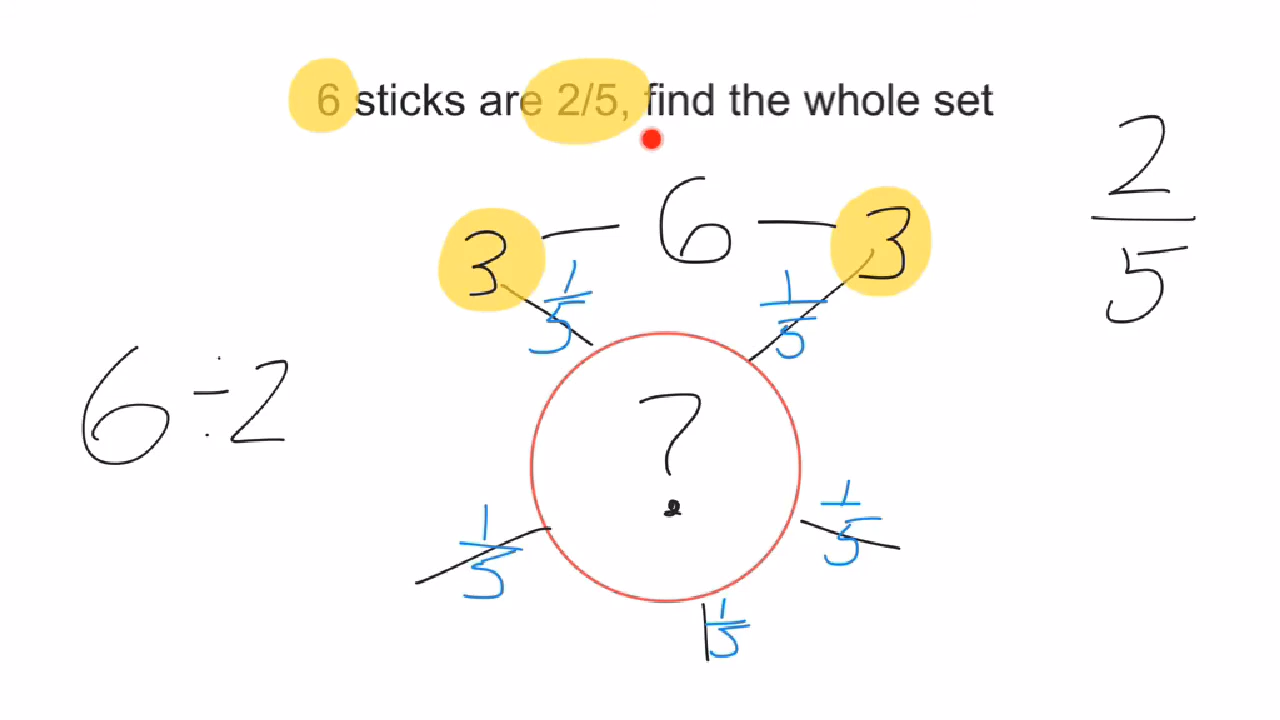 6 sticks are 2/5, find the whole set
2/5
3 — 6 — 3
1/5 1/5
6 ÷ 2
?
1/5 1/5
1/5